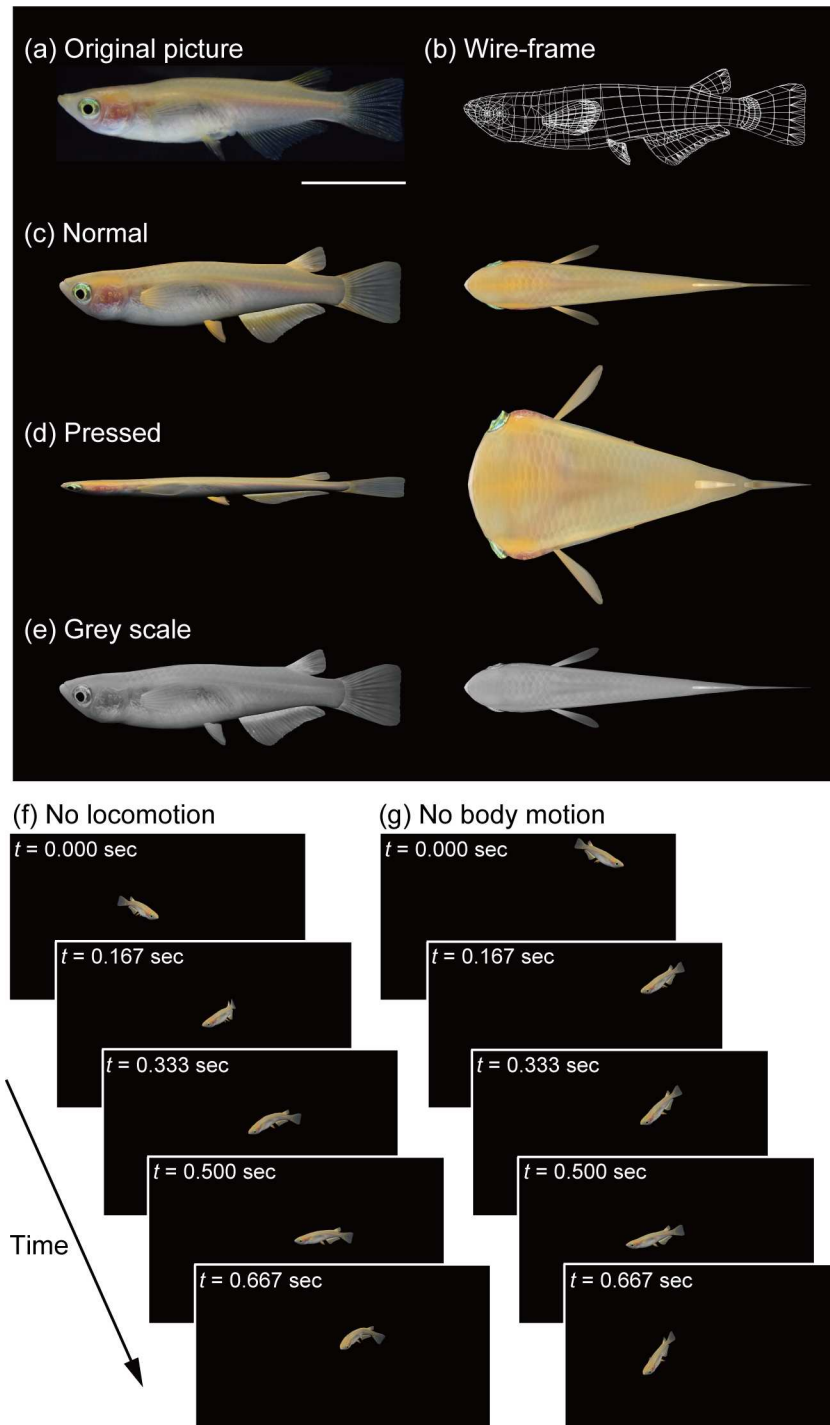 (a) Original picture
(b) Wire-frame
(c) Normal
(d) Pressed
(e) Grey scale
(f) No locomotion
t = 0.000 sec
t = 0.167 sec
t = 0.333 sec
t = 0.500 sec
t = 0.667 sec
Time
(g) No body motion
t = 0.000 sec
t = 0.167 sec
t = 0.333 sec
t = 0.500 sec
t = 0.667 sec